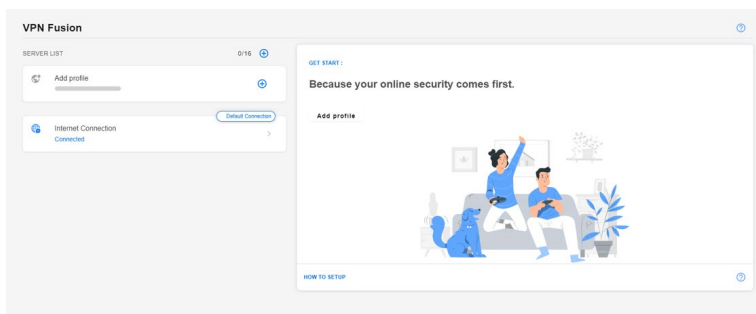 VPN Fusion
SERVER LIST
0/16
Add profile
Default Connection
Internet Connection
Connected
GET START :
Because your online security comes first.
Add profile
HOW TO SETUP